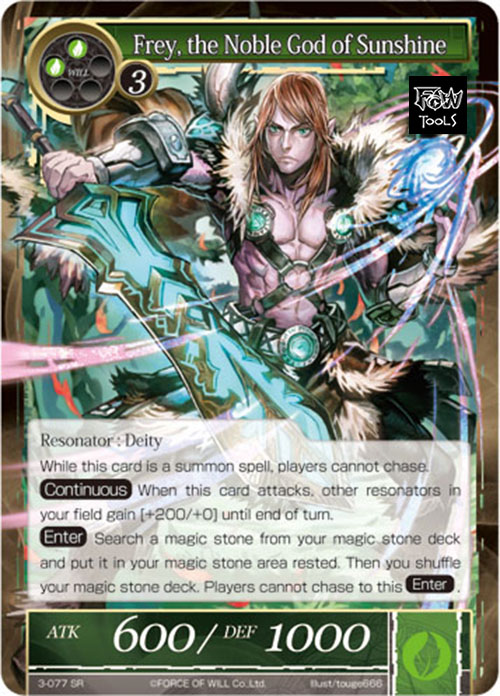 Frey, the Noble God of Sunshine
WILL
3
FOW
TOOLS
Resonator : Deity
While this card is a summon spell, players cannot chase.
Continuous When this card attacks, other resonators in
your field gain [+200/+0] until end of turn.
Enter Search a magic stone from your magic stone deck
and put it in your magic stone area rested. Then you shuffle
your magic stone deck. Players cannot chase to this Enter .
ATK 600/ DEF 1000
3-077 SR ©FORCE OF WILL Co.,Ltd. Illust/touge666